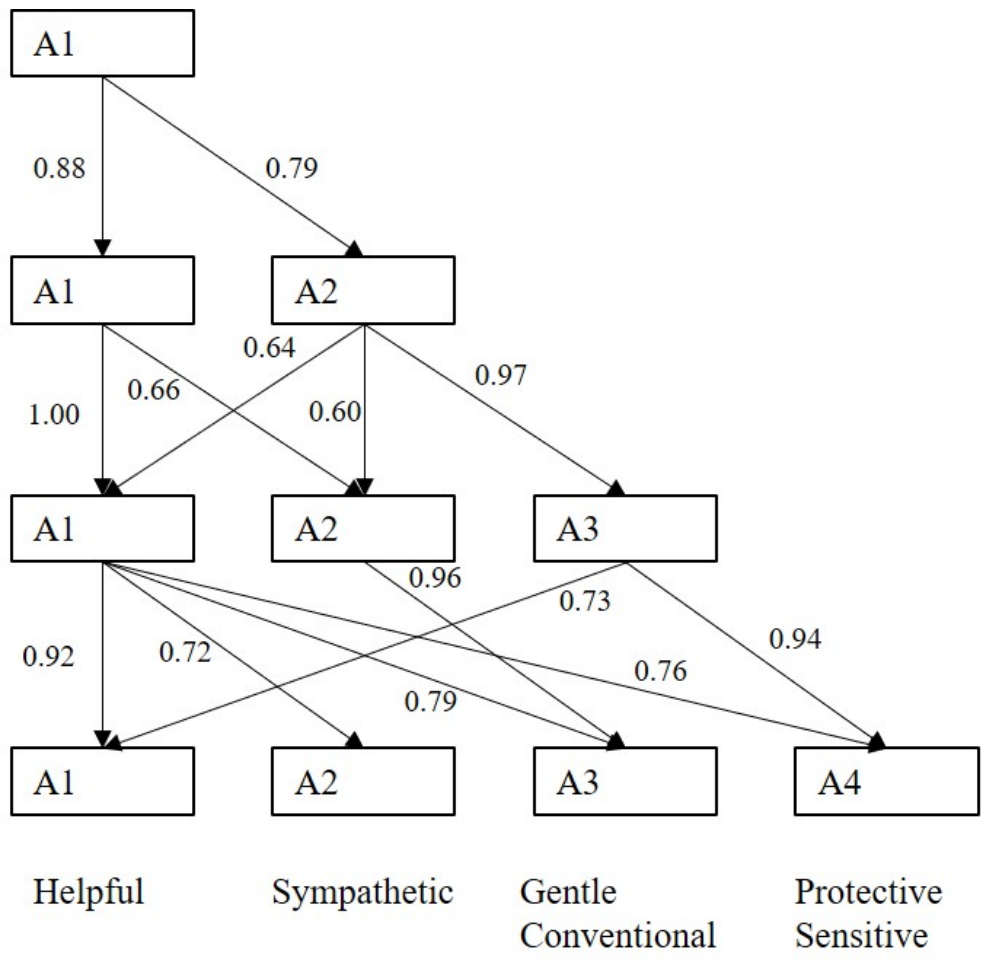 A1
0.88
0.79
A1
A2
0.64
0.66
0.97
1.00
0.60
A1
A2
A3
0.96
0.73
0.92
0.72
0.94
0.76
0.79
A1
A2
A3
A4
Helpful
Sympathetic
Gentle
Conventional
Protective
Sensitive